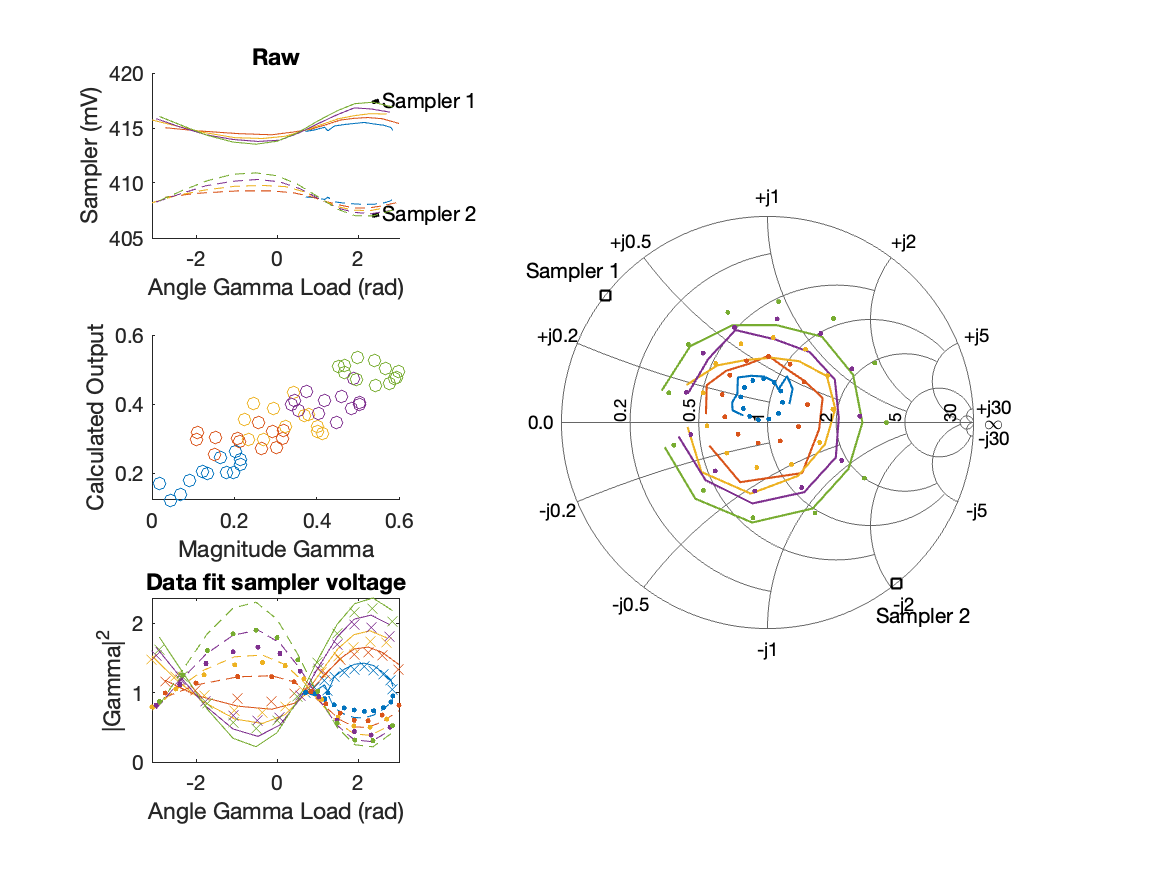 Raw
420
415
410
405
Sampler (mV)
Sampler 1
Sampler 2
-2
0
2
Angle Gamma Load (rad)
0.6
0.4
0.2
Calculated Output
0
0.2
0.4
0.6
Magnitude Gamma
Data fit sampler voltage
2
1
0
|Gamma|²
-2
0
2
Angle Gamma Load (rad)
+j1
+j0.5
+j2
Sampler 1
+j0.2
+j5
0.0
0.2
0.5
1
2
5
30
+j30
∞
-j30
-j0.2
-j5
-j0.5
-j2
Sampler 2
-j1